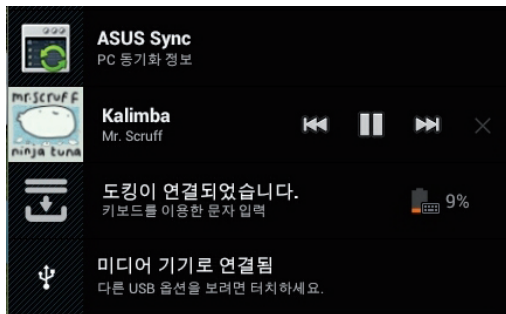 ASUS Sync
PC 동기화 정보
mr.scruff
ninja tuna
Kalimba
Mr. Scruff
도킹이 연결되었습니다.
키보드를 이용한 문자 입력
9%
미디어 기기로 연결됨
다른 USB 옵션을 보려면 터치하세요.